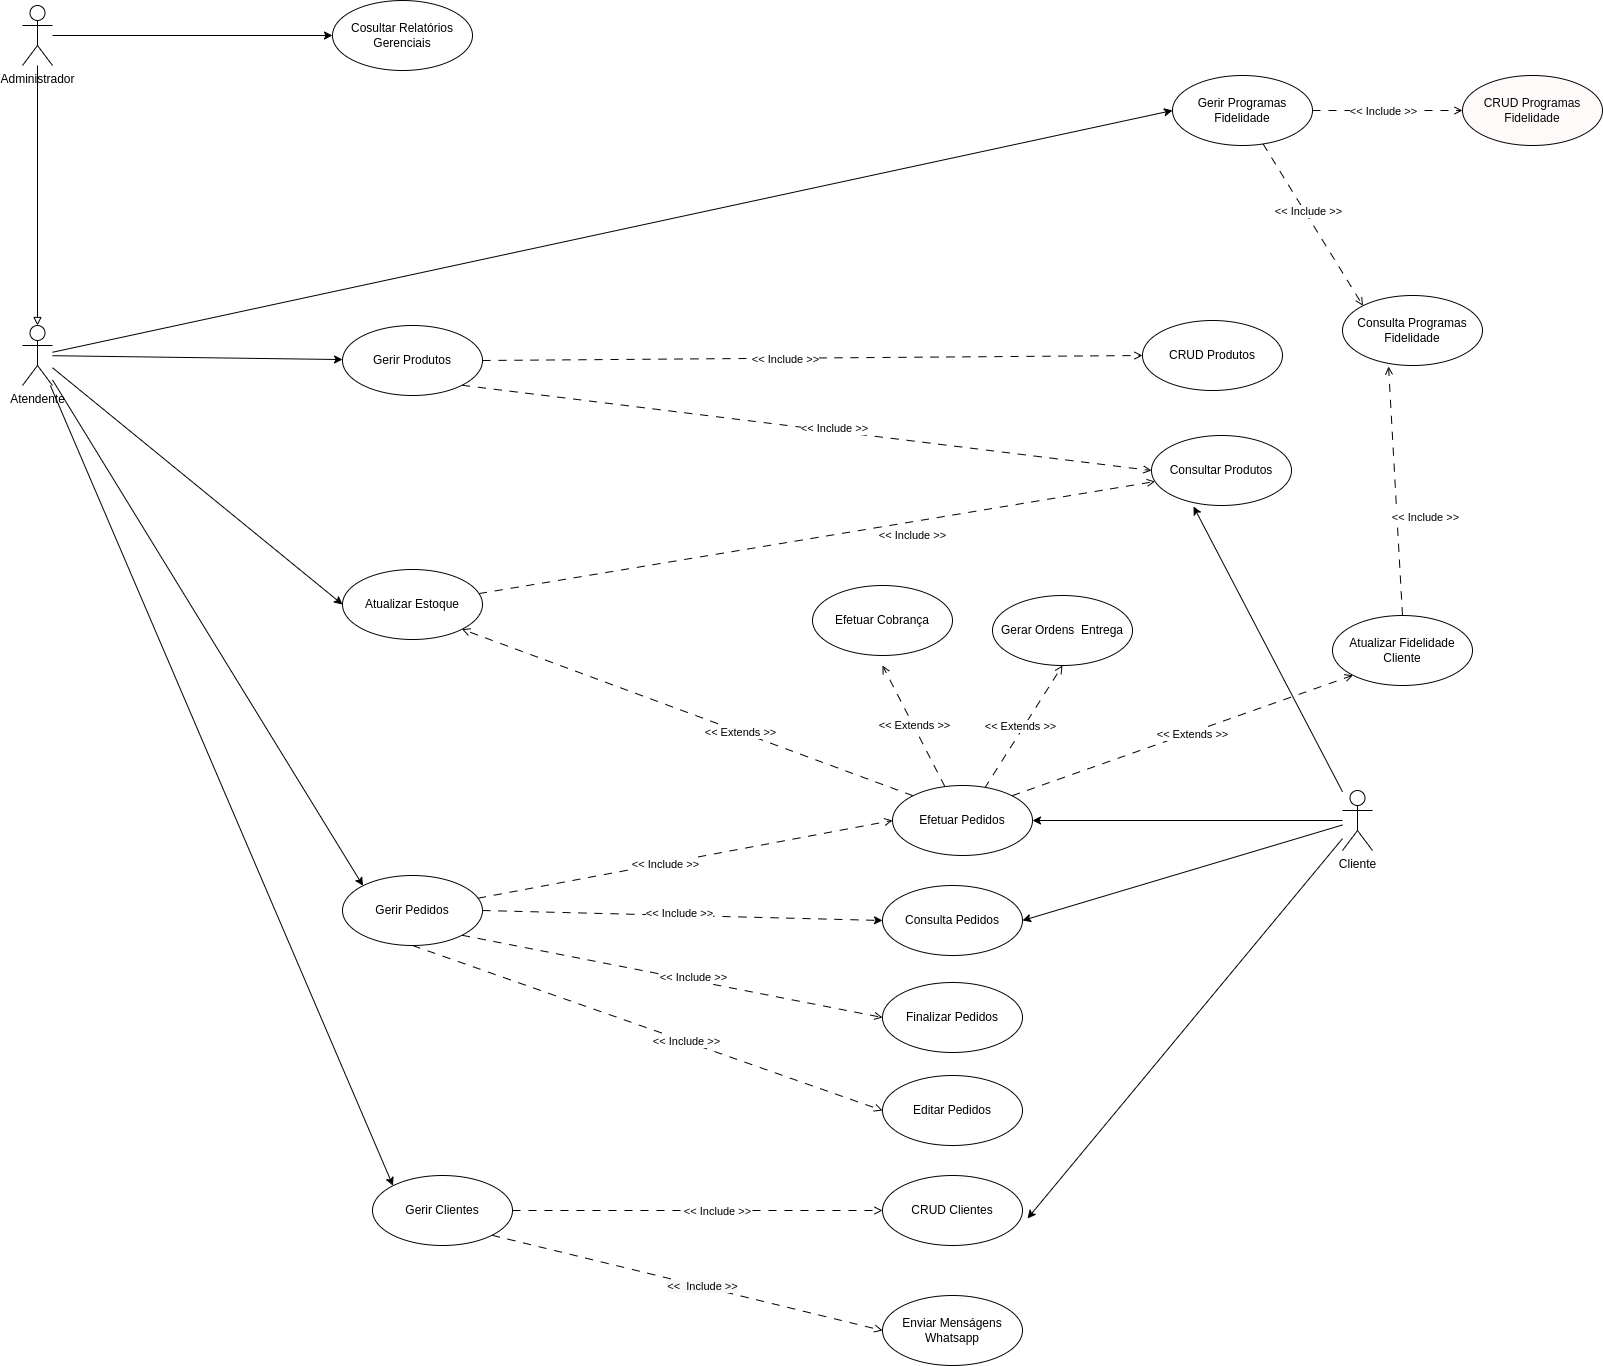 Cosultar Relatórios
Gerenciais
Administrador
Gerir Programas
Fidelidade
<< Include >>
CRUD Programas
Fidelidade
<< Include >>
Consulta Programas
Fidelidade
Atendente
Gerir Produtos
<< Include >>
CRUD Produtos
<< Include >>
Consultar Produtos
<< Include >>
<< Include >>
Atualizar Estoque
Efetuar Cobrança
Gerar Ordens  Entrega
Atualizar Fidelidade
Cliente
<< Extends >>
<< Extends >>
<< Extends >>
<< Extends >>
Efetuar Pedidos
Cliente
<< Include >>
Gerir Pedidos
<< Include >>
Consulta Pedidos
<< Include >>
Finalizar Pedidos
<< Include >>
Editar Pedidos
Gerir Clientes
<< Include >>
CRUD Clientes
<<  Include >>
Enviar Menságens
Whatsapp